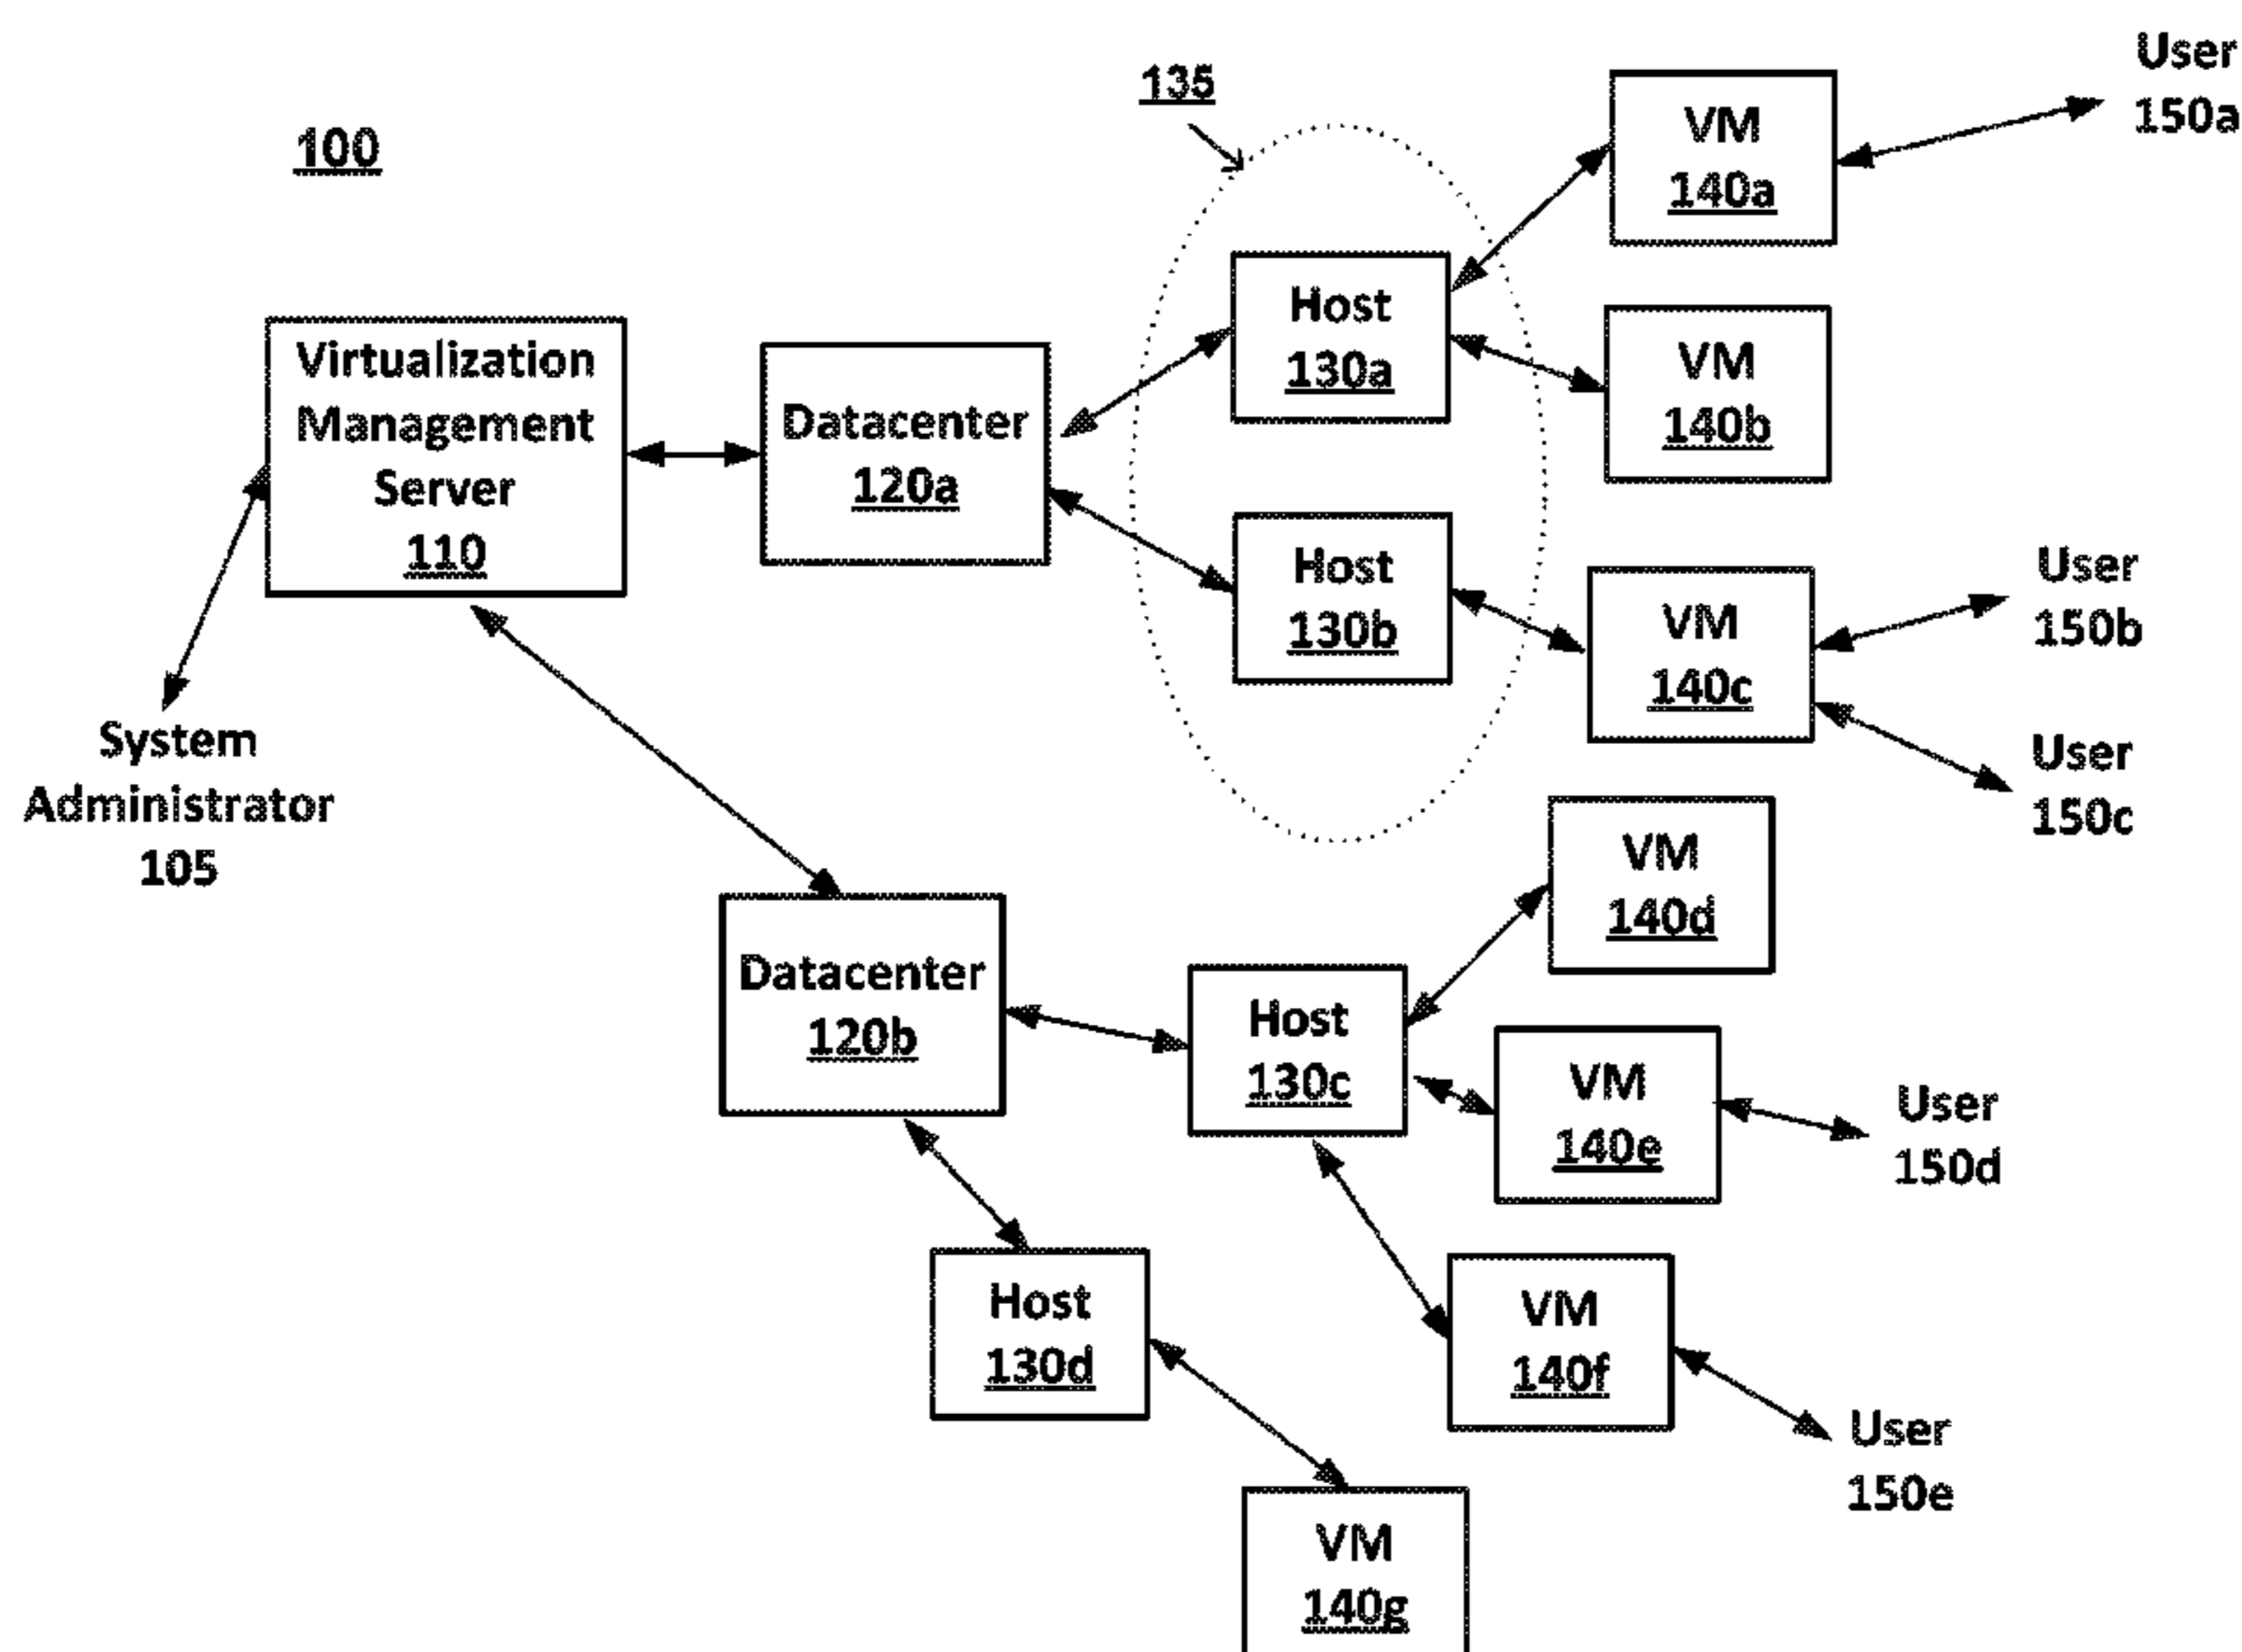 100
135
Virtualization
Management
Server
110
System
Administrator
105
Datacenter
120a
Host
130a
Host
130b
VM
140a
VM
140b
VM
140c
User
150a
User
150b
User
150c
Datacenter
120b
Host
130c
Host
130d
VM
140d
VM
140e
VM
140f
VM
140g
User
150d
User
150e